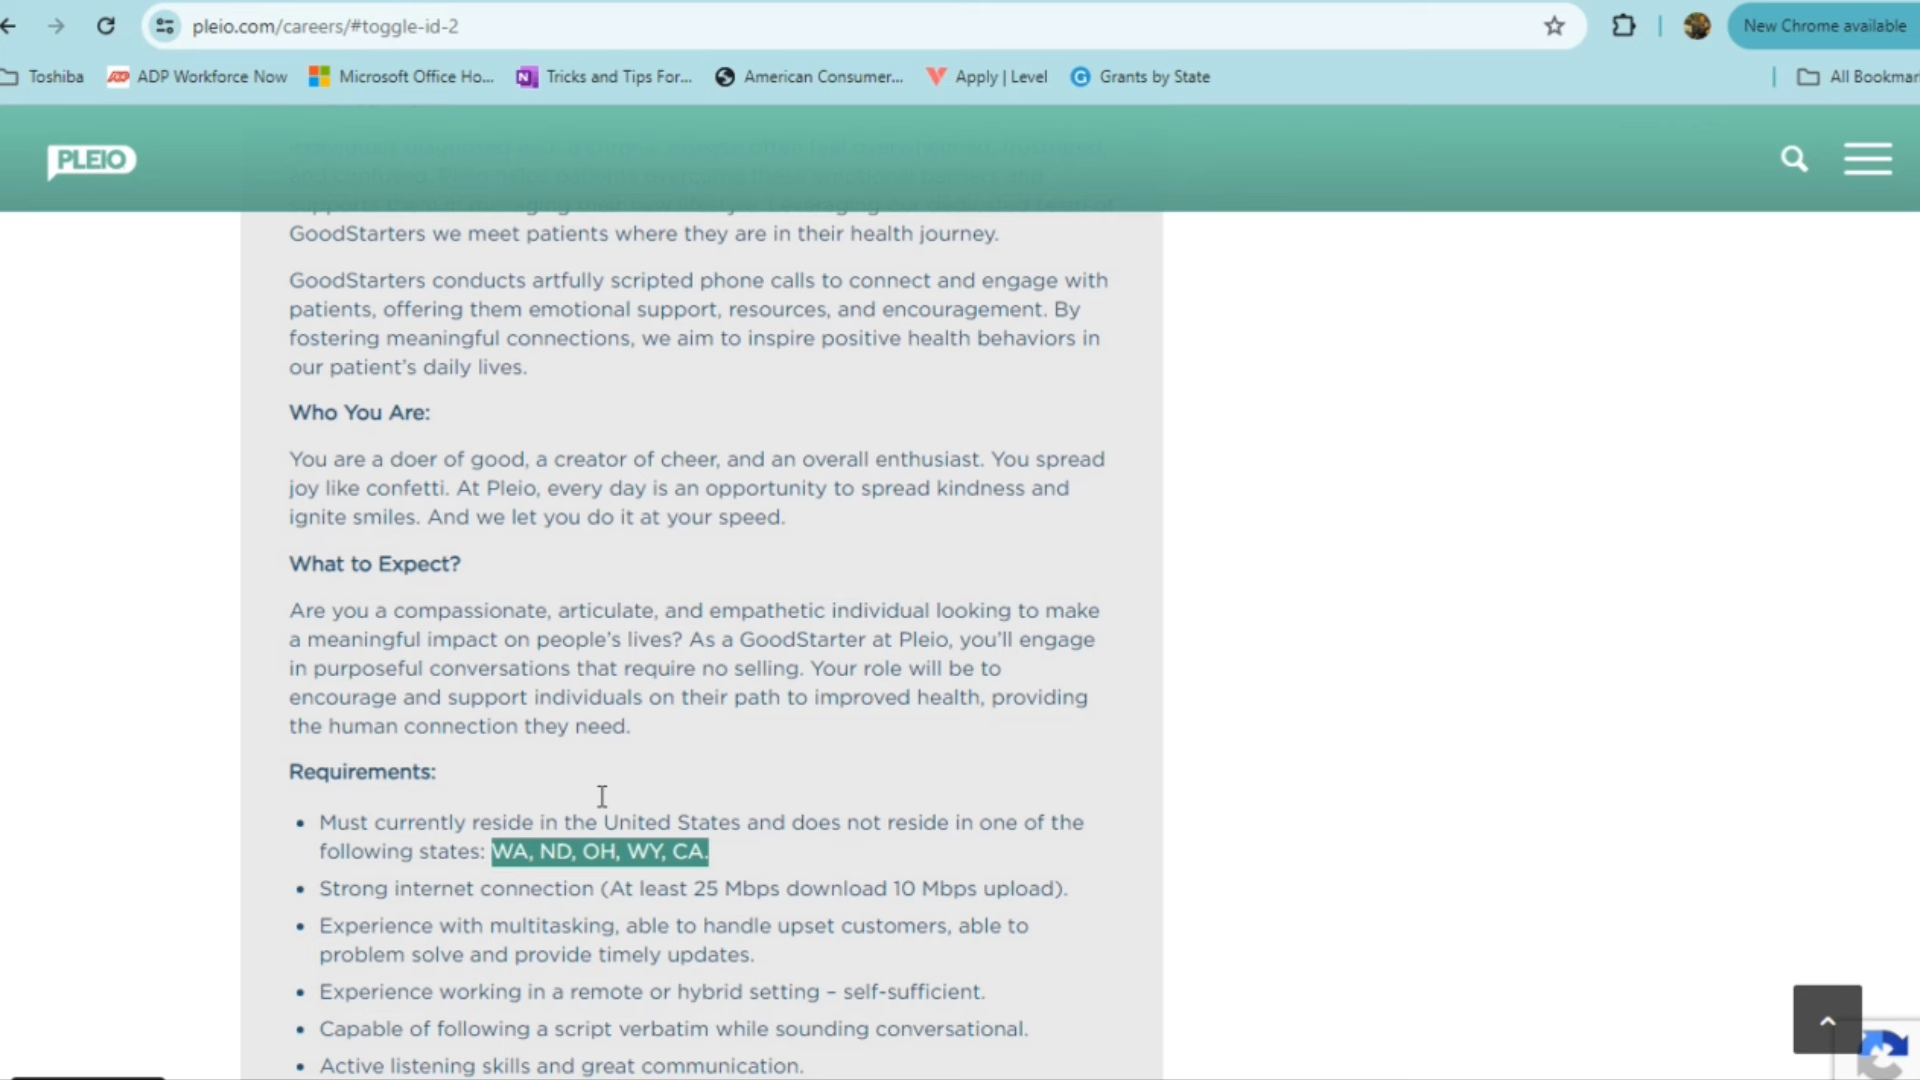 pleio.com/careers/#toggle-id-2
New Chrome available
Toshiba
ADP Workforce Now
Microsoft Office Ho...
Tricks and Tips For...
American Consumer...
Apply | Level
Grants by State
All Bookmar
PLEIO
GoodStarters we meet patients where they are in their health journey.
GoodStarters conducts artfully scripted phone calls to connect and engage with
patients, offering them emotional support, resources, and encouragement. By
fostering meaningful connections, we aim to inspire positive health behaviors in
our patient's daily lives.
Who You Are:
You are a doer of good, a creator of cheer, and an overall enthusiast. You spread
joy like confetti. At Pleio, every day is an opportunity to spread kindness and
ignite smiles. And we let you do it at your speed.
What to Expect?
Are you a compassionate, articulate, and empathetic individual looking to make
a meaningful impact on people's lives? As a GoodStarter at Pleio, you'll engage
in purposeful conversations that require no selling. Your role will be to
encourage and support individuals on their path to improved health, providing
the human connection they need.
Requirements:
• Must currently reside in the United States and does not reside in one of the
following states: WA, ND, OH, WY, CA.
• Strong internet connection (At least 25 Mbps download 10 Mbps upload).
• Experience with multitasking, able to handle upset customers, able to
problem solve and provide timely updates.
• Experience working in a remote or hybrid setting – self-sufficient.
• Capable of following a script verbatim while sounding conversational.
• Active listening skills and great communication.